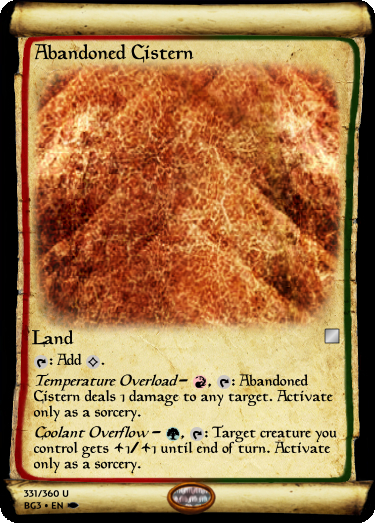 Abandoned Cistern
Land
: Add .
Temperature Overload– , : Abandoned
Cistern deals 1 damage to any target. Activate
only as a sorcery.
Coolant Overflow – , : Target creature you
control gets +1/+1 until end of turn. Activate
only as a sorcery.
331/360 U
BG3 • EN